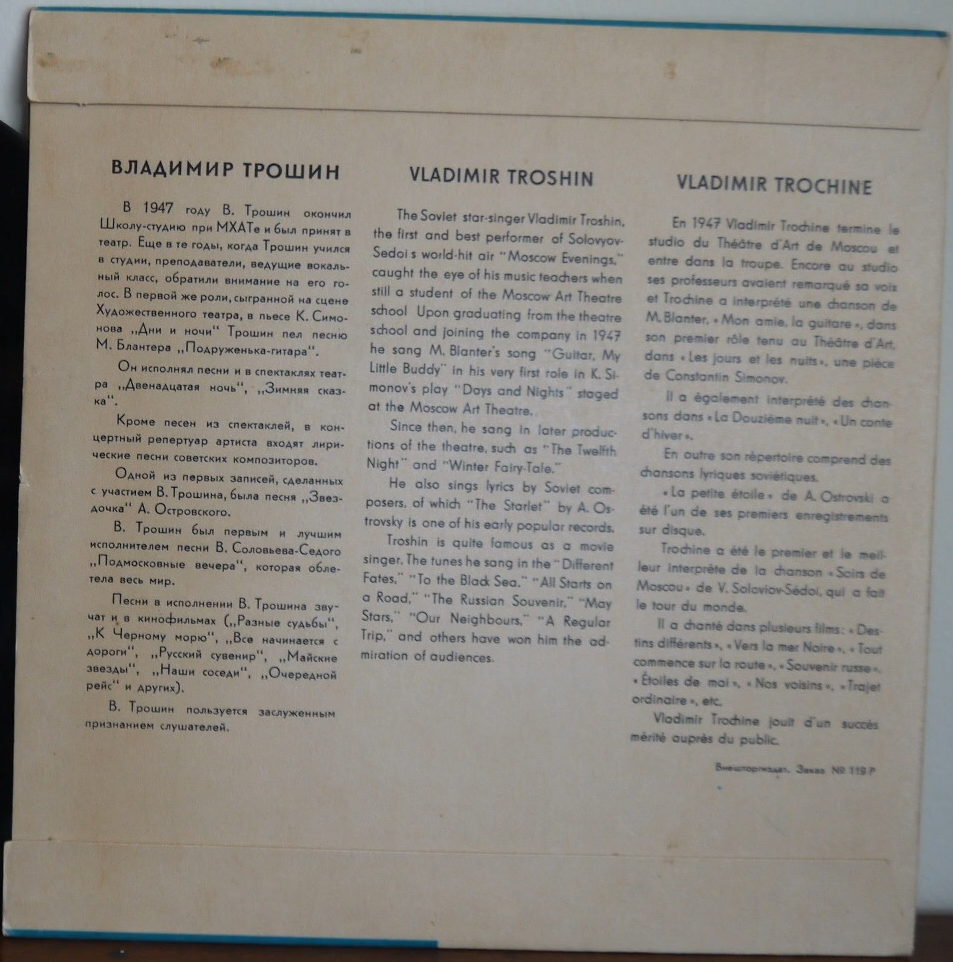 ВЛАДИМИР ТРОШИН
В 1947 году В. Трошин окончил
Школу-студию при МХАТе и был принят в
театр. Еще в те годы, когда Трошин учился
в студии, преподаватели, ведущие вокаль-
ный класс, обратили внимание на его го-
лос. В первой же роли, сыгранной на сцене
Художественного театра, в пьесе К. Симо-
нова „Дни и ночи“ Трошин пел песню
М. Блантера „Подруженька-гитара“.
Он исполнял песни и в спектаклях теат-
ра „Двенадцатая ночь“, „Зимняя сказ-
ка“.
Кроме песен из спектаклей, в кон-
цертный репертуар артиста входят лири-
ческие песни советских композиторов.
Одной из первых записей, сделанных
с участием В. Трошина, была песня „Звез-
дочка“ А. Островского.
В. Трошин был первым и лучшим
исполнителем песни В. Соловьева-Седого
„Подмосковные вечера“, которая обле-
тела весь мир.
Песни в исполнении В. Трошина зву-
чат и в кинофильмах („Разные судьбы“,
„К Черному морю“, „Все начинается с
дороги“, „Русский сувенир“, „Майские
звезды“, „Наши соседи“, „Очередной
рейс“ и других).
В. Трошин пользуется заслуженным
признанием слушателей.
VLADIMIR TROSHIN
The Soviet star-singer Vladimir Troshin,
the first and best performer of Solovyov-
Sedoi s world-hit air "Moscow Evenings,"
caught the eye of his music teachers when
still a student of the Moscow Art Theatre
school Upon graduating from the theatre
school and joining the company in 1947
he sang M. Blanter's song "Guitar, My
Little Buddy" in his very first role in K. Si-
monov's play "Days and Nights" staged
at the Moscow Art Theatre.
Since then, he sang in later produc-
tions of the theatre, such as "The Twelfth
Night" and "Winter Fairy-Tale."
He also sings lyrics by Soviet com-
posers, of which "The Starlet" by A. Os-
trovsky is one of his early popular records.
Troshin is quite famous as a movie
singer. The tunes he sang in the "Different
Fates," "To the Black Sea," "All Starts on
a Road," "The Russian Souvenir," "May
Stars," "Our Neighbours," "A Regular
Trip," and others have won him the ad-
miration of audiences.
VLADIMIR TROCHINE
En 1947 Vladimir Trochine termine le
studio du Théâtre d'Art de Moscou et
entre dans la troupe. Encore au studio
ses professeurs avaient remarqué sa voix
et Trochine a interprété une chanson de
M. Blanter, « Mon amie, la guitare », dans
son premier rôle tenu au Théâtre d'Art,
dans « Les jours et les nuits », une pièce
de Constantin Simonov.
Il a également interprété des chan-
sons dans « La Douzième nuit », « Un conte
d'hiver ».
En outre son répertoire comprend des
chansons lyriques soviétiques.
« La petite étoile » de A. Ostrovski a
été l'un de ses premiers enregistrements
sur disque.
Trochine a été le premier et le meil-
leur interprète de la chanson « Soirs de
Moscou » de V. Soloviov-Sédoi, qui a fait
le tour du monde.
Il a chanté dans plusieurs films: « Des-
tins différents », « Vers la mer Noire », « Tout
commence sur la route », « Souvenir russe »,
« Étoiles de mai », « Nos voisins », « Trajet
ordinaire », etc.
Vladimir Trochine jouit d'un succès
mérité auprès du public.
Внешторгиздат. Заказ № 119 Р